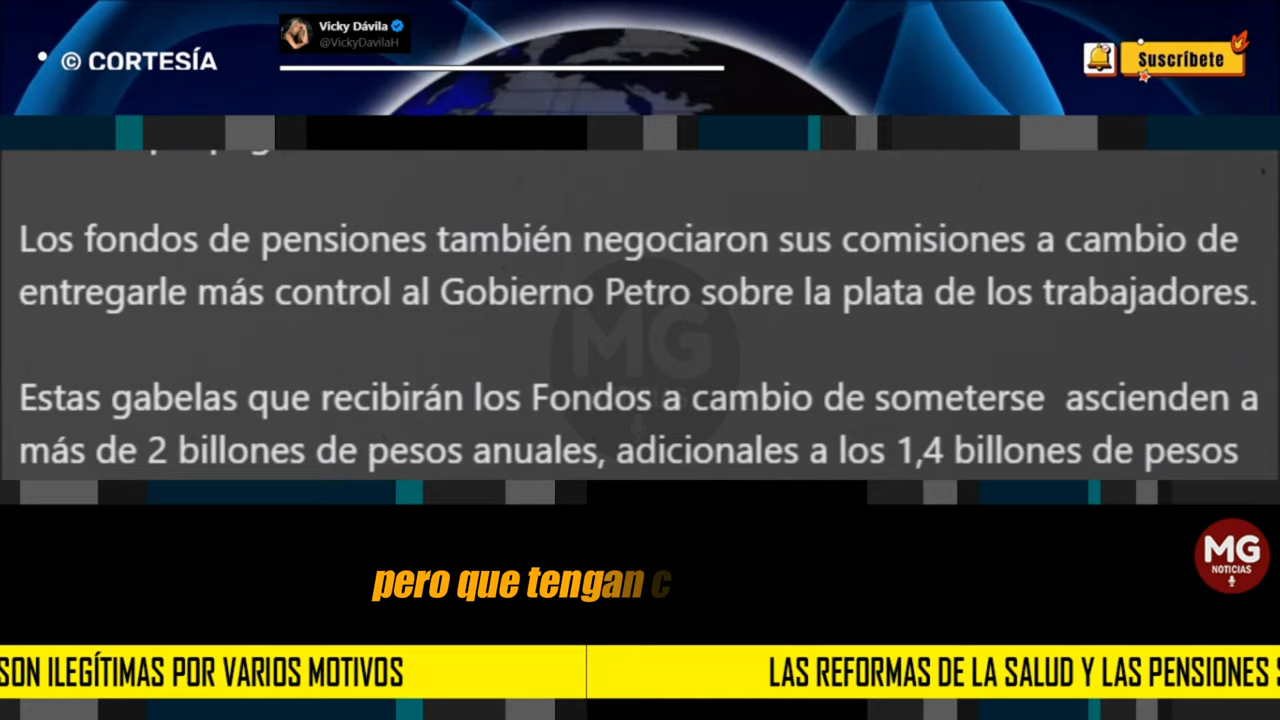 © CORTESÍA
Vicky Dávila
@VickyDavilaH
Suscríbete
Los fondos de pensiones también negociaron sus comisiones a cambio de
entregarle más control al Gobierno Petro sobre la plata de los trabajadores.
Estas gabelas que recibirán los Fondos a cambio de someterse ascienden a
más de 2 billones de pesos anuales, adicionales a los 1,4 billones de pesos
MG
MG
NOTICIAS
pero que tengan c
SON ILEGÍTIMAS POR VARIOS MOTIVOS
LAS REFORMAS DE LA SALUD Y LAS PENSIONES S